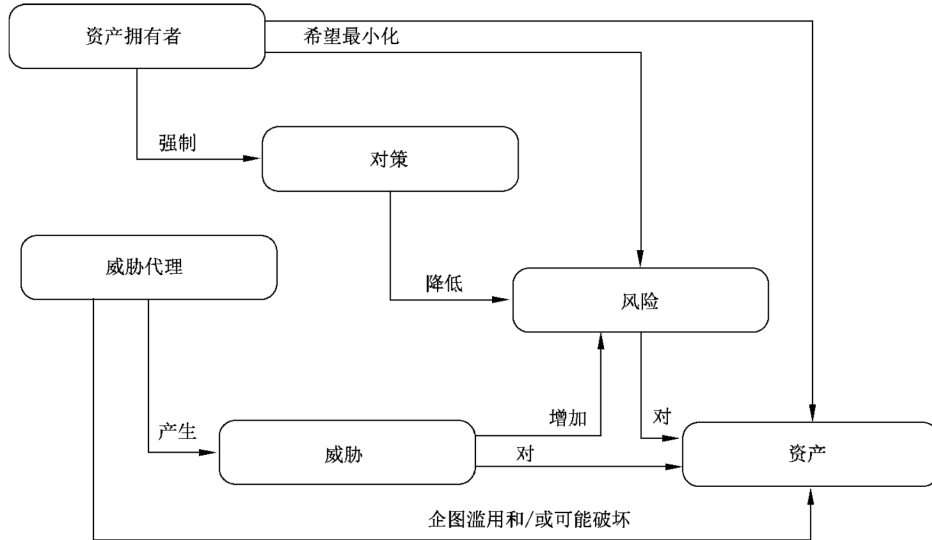 资产拥有者
希望最小化
强制
对策
威胁代理
降低
风险
产生
增加
对
威胁
对
资产
企图滥用和/或可能破坏